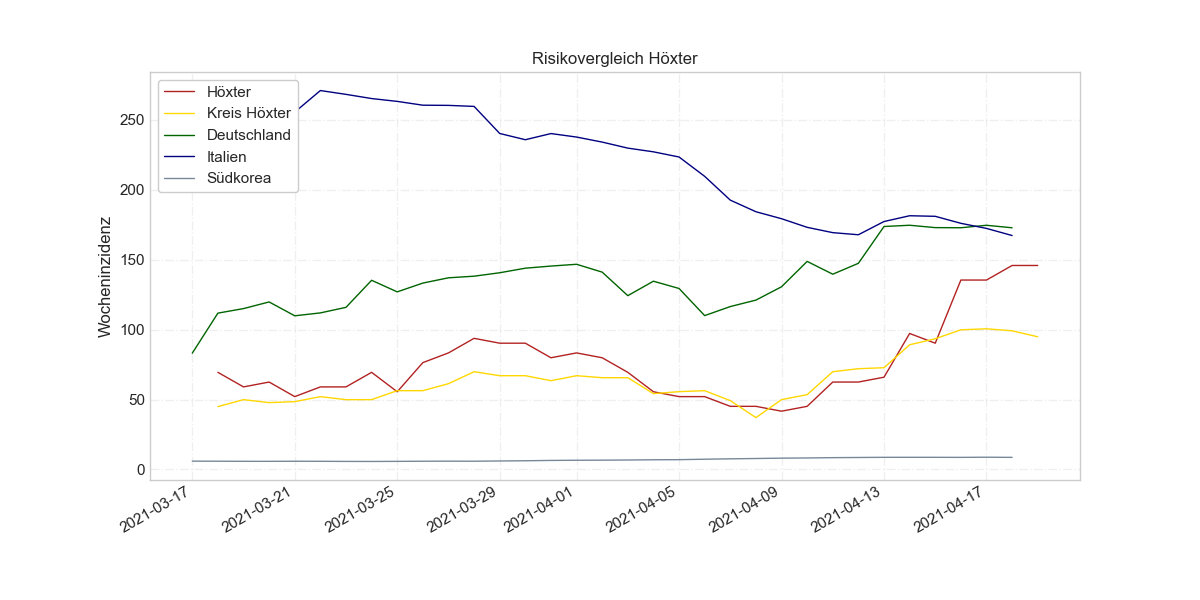 Risikovergleich Höxter
Höxter
Kreis Höxter
Deutschland
Italien
Südkorea
Wocheninzidenz
250
200
150
100
50
0
2021-03-17
2021-03-21
2021-03-25
2021-03-29
2021-04-01
2021-04-05
2021-04-09
2021-04-13
2021-04-17